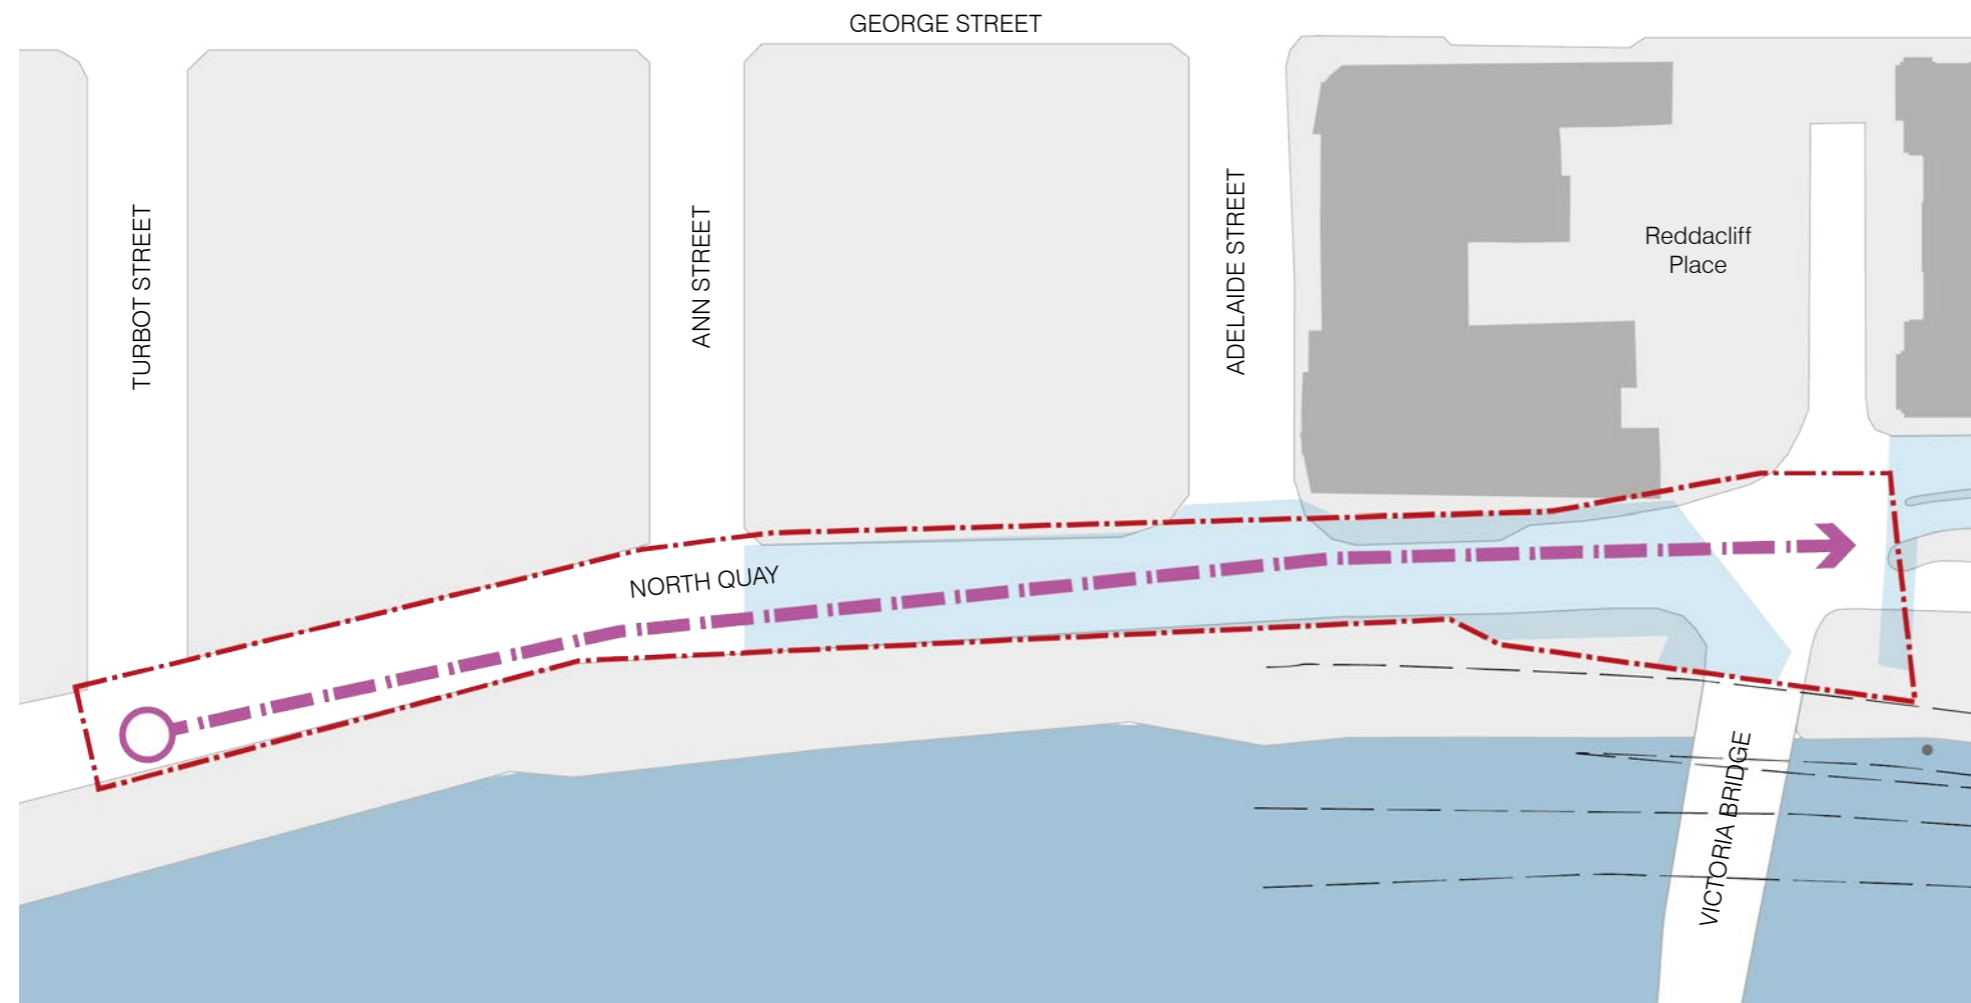 GEORGE STREET
TURBOT STREET
ANN STREET
ADELAIDE STREET
Reddacliff
Place
NORTH QUAY
VICTORIA BRIDGE